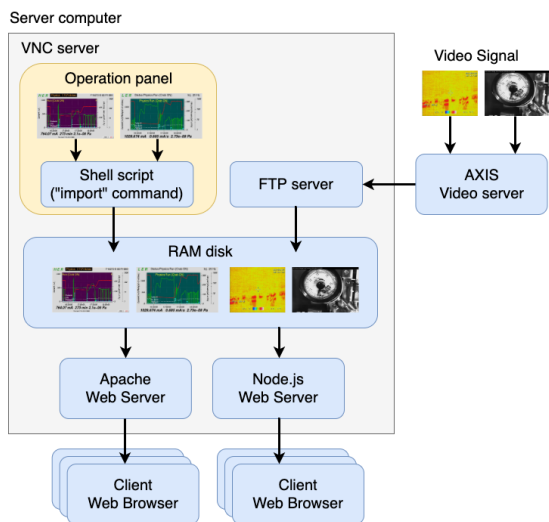 Server computer
VNC server
Operation panel
Video Signal
Shell script
("import" command)
FTP server
AXIS
Video server
RAM disk
Apache
Web Server
Node.js
Web Server
Client
Web Browser
Client
Web Browser